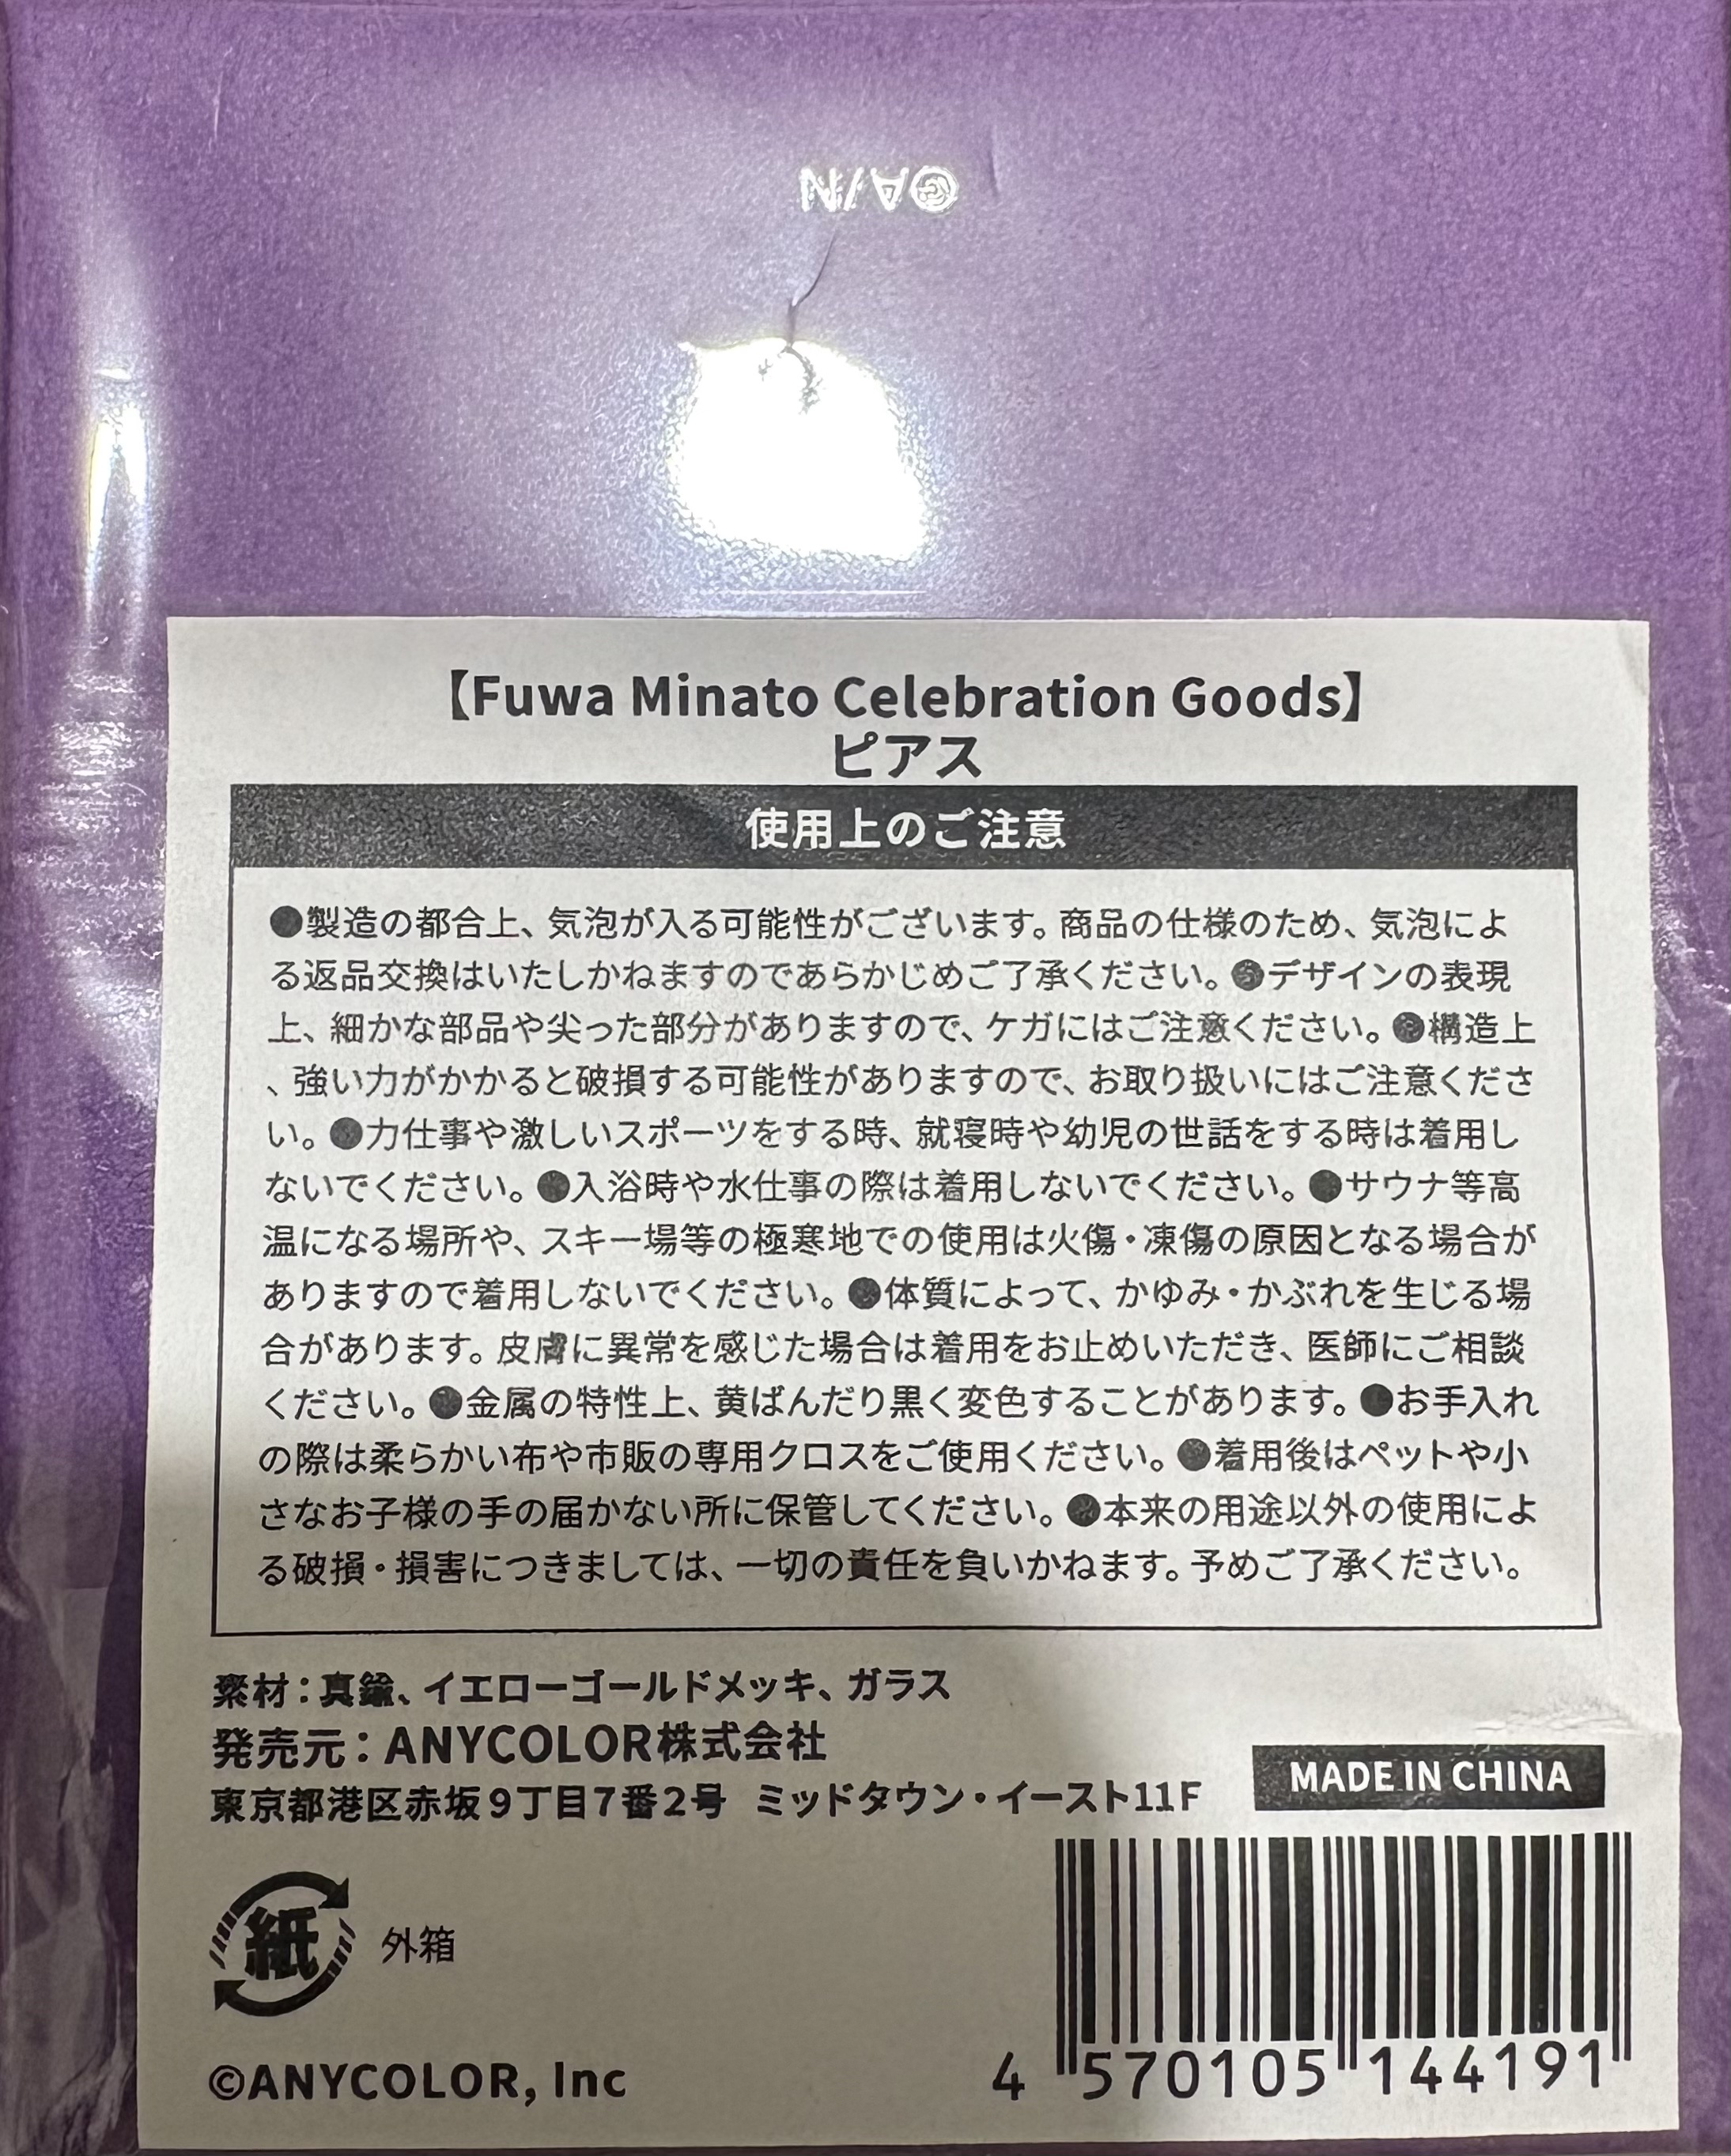 ©A/N
【Fuwa Minato Celebration Goods】
ピアス
使用上のご注意
●製造の都合上、気泡が入る可能性がございます。商品の仕様のため、気泡によ
る返品交換はいたしかねますのであらかじめご了承ください。●デザインの表現
上、細かな部品や尖った部分がありますので、ケガにはご注意ください。●構造上
、強い力がかかると破損する可能性がありますので、お取り扱いにはご注意くださ
い。●力仕事や激しいスポーツをする時、就寝時や幼児の世話をする時は着用し
ないでください。●入浴時や水仕事の際は着用しないでください。●サウナ等高
温になる場所や、スキー場等の極寒地での使用は火傷・凍傷の原因となる場合が
ありますので着用しないでください。●体質によって、かゆみ・かぶれを生じる場
合があります。皮膚に異常を感じた場合は着用をお止めいただき、医師にご相談
ください。●金属の特性上、黄ばんだり黒く変色することがあります。●お手入れ
の際は柔らかい布や市販の専用クロスをご使用ください。●着用後はペットや小
さなお子様の手の届かない所に保管してください。●本来の用途以外の使用によ
る破損・損害につきましては、一切の責任を負いかねます。予めご了承ください。
素材：真鍮、イエローゴールドメッキ、ガラス
発売元：ANYCOLOR株式会社
東京都港区赤坂9丁目7番2号 ミッドタウン・イースト11F
MADE IN CHINA
紙 外箱
©ANYCOLOR, Inc
4 570105 144191